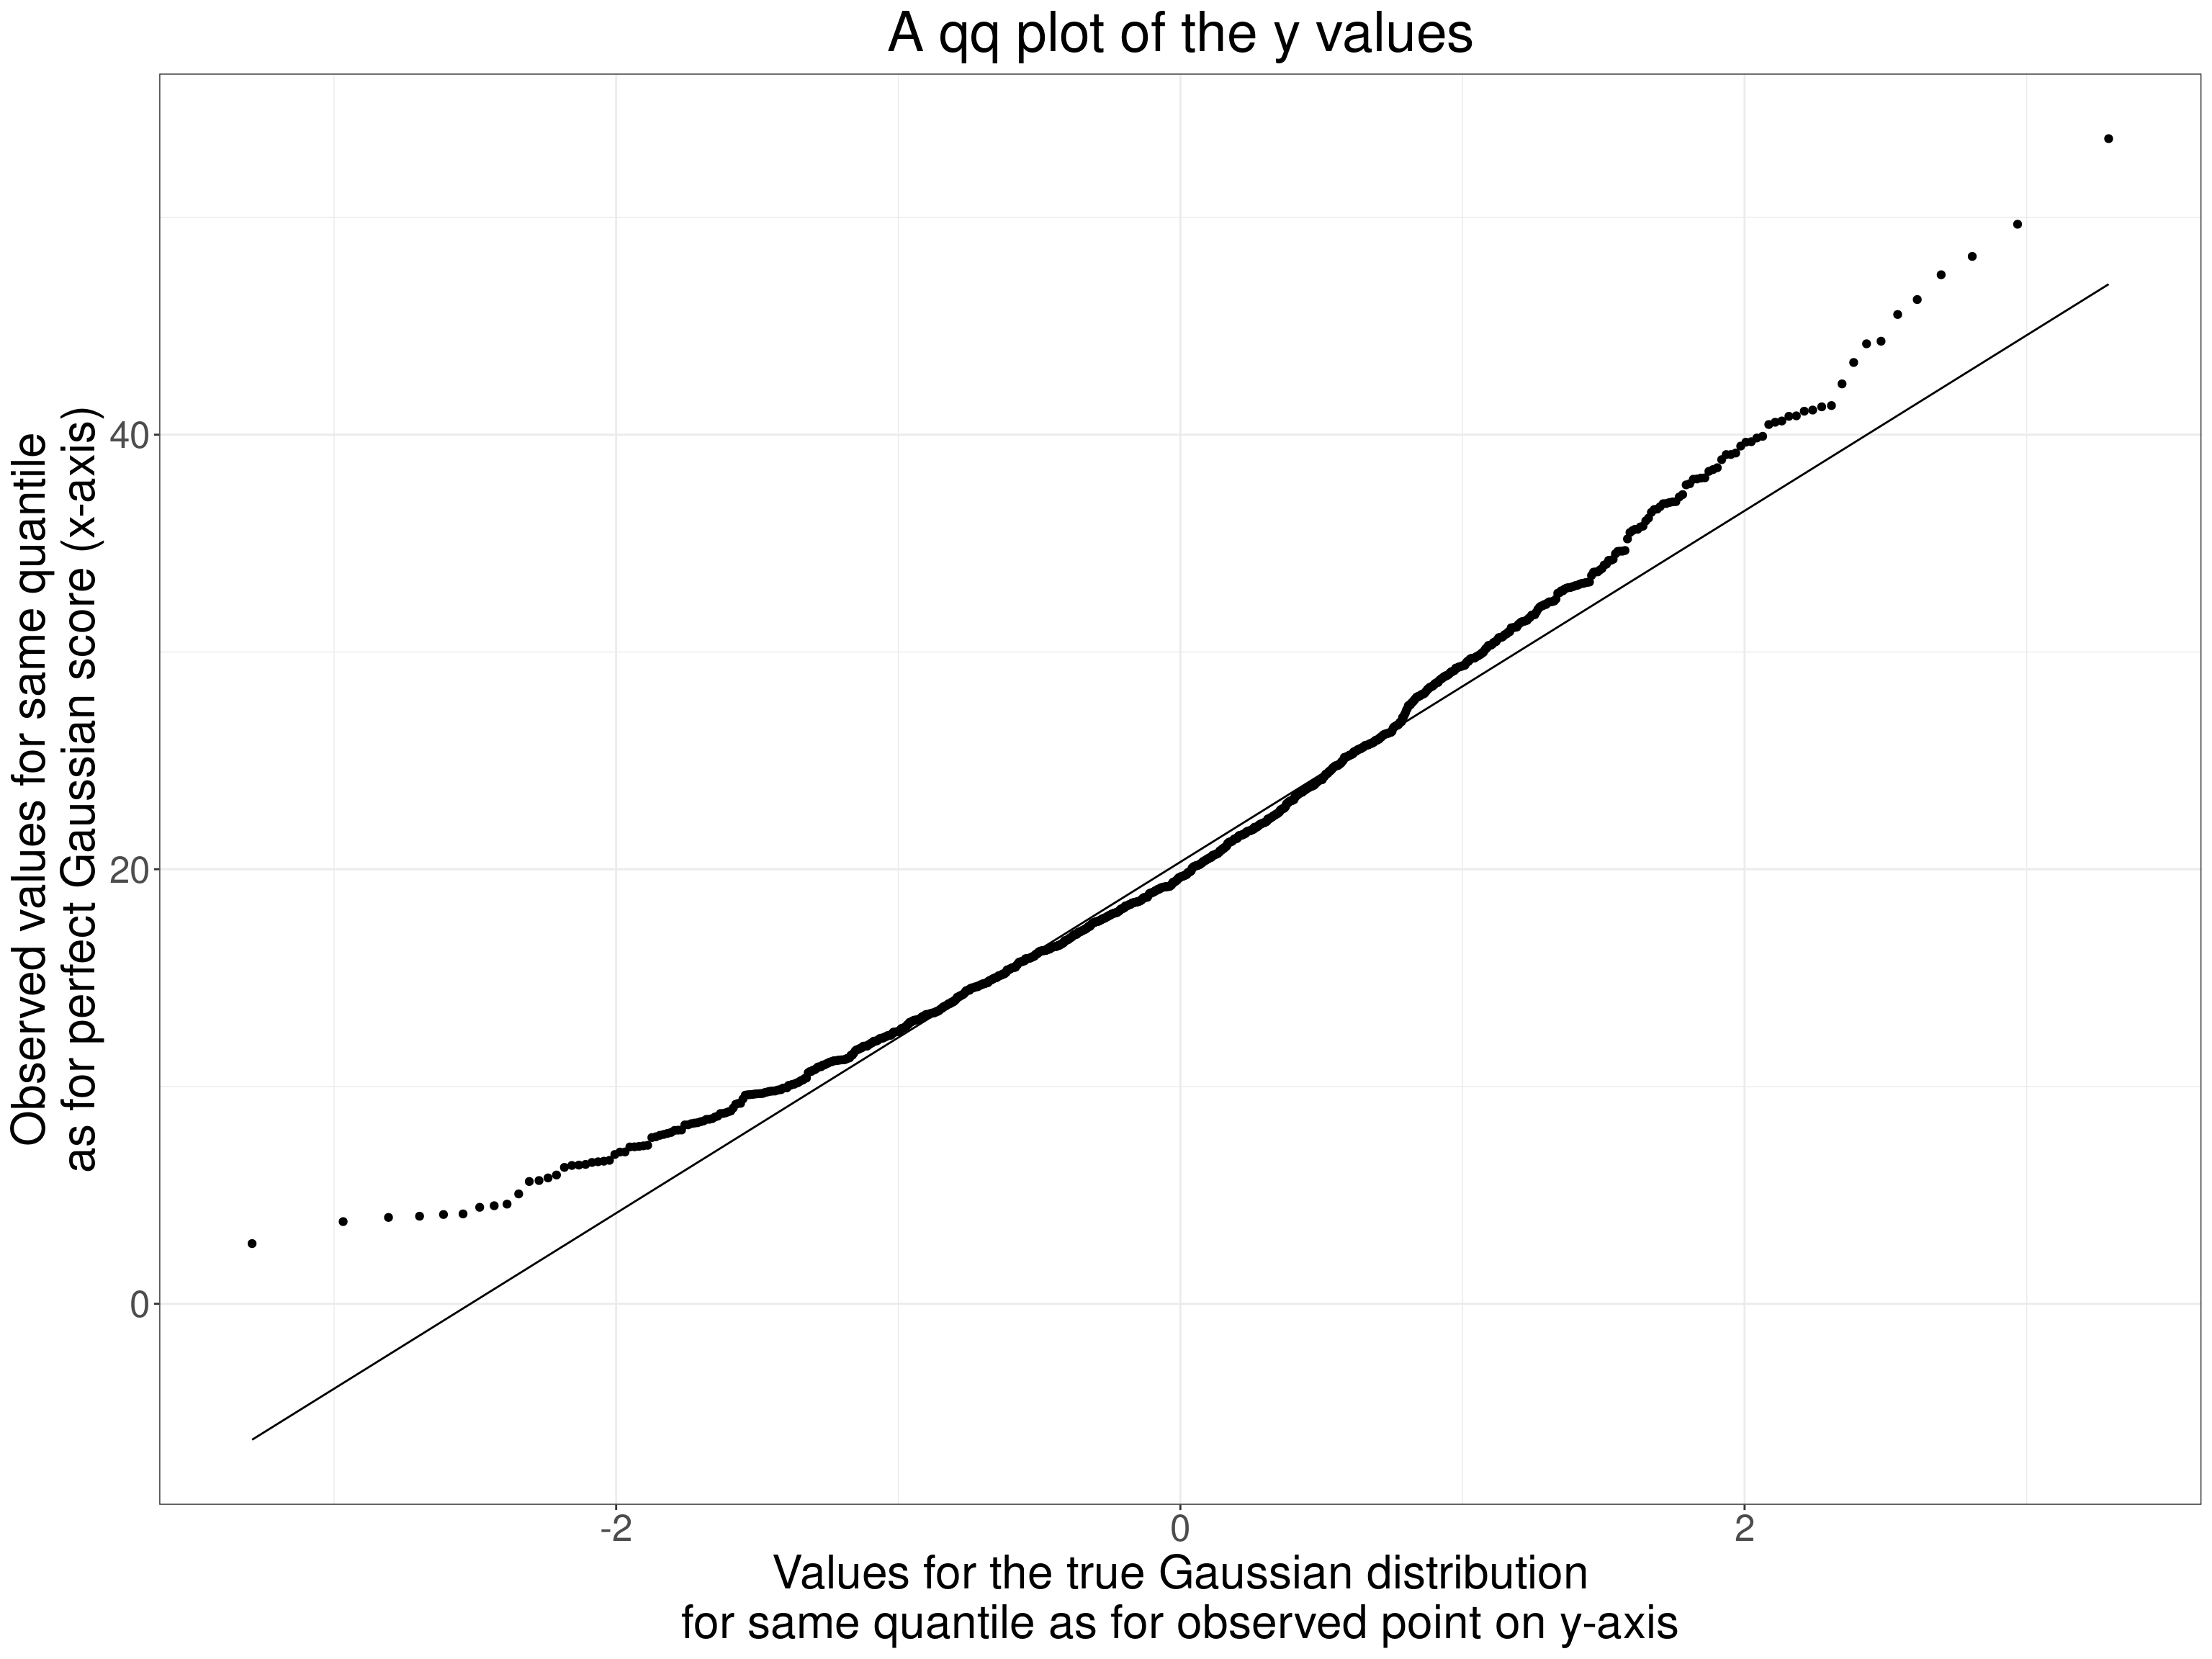 A qq plot of the y values
Observed values for same quantile
as for perfect Gaussian score (x-axis)
40
20
0
-2
0
2
Values for the true Gaussian distribution
for same quantile as for observed point on y-axis